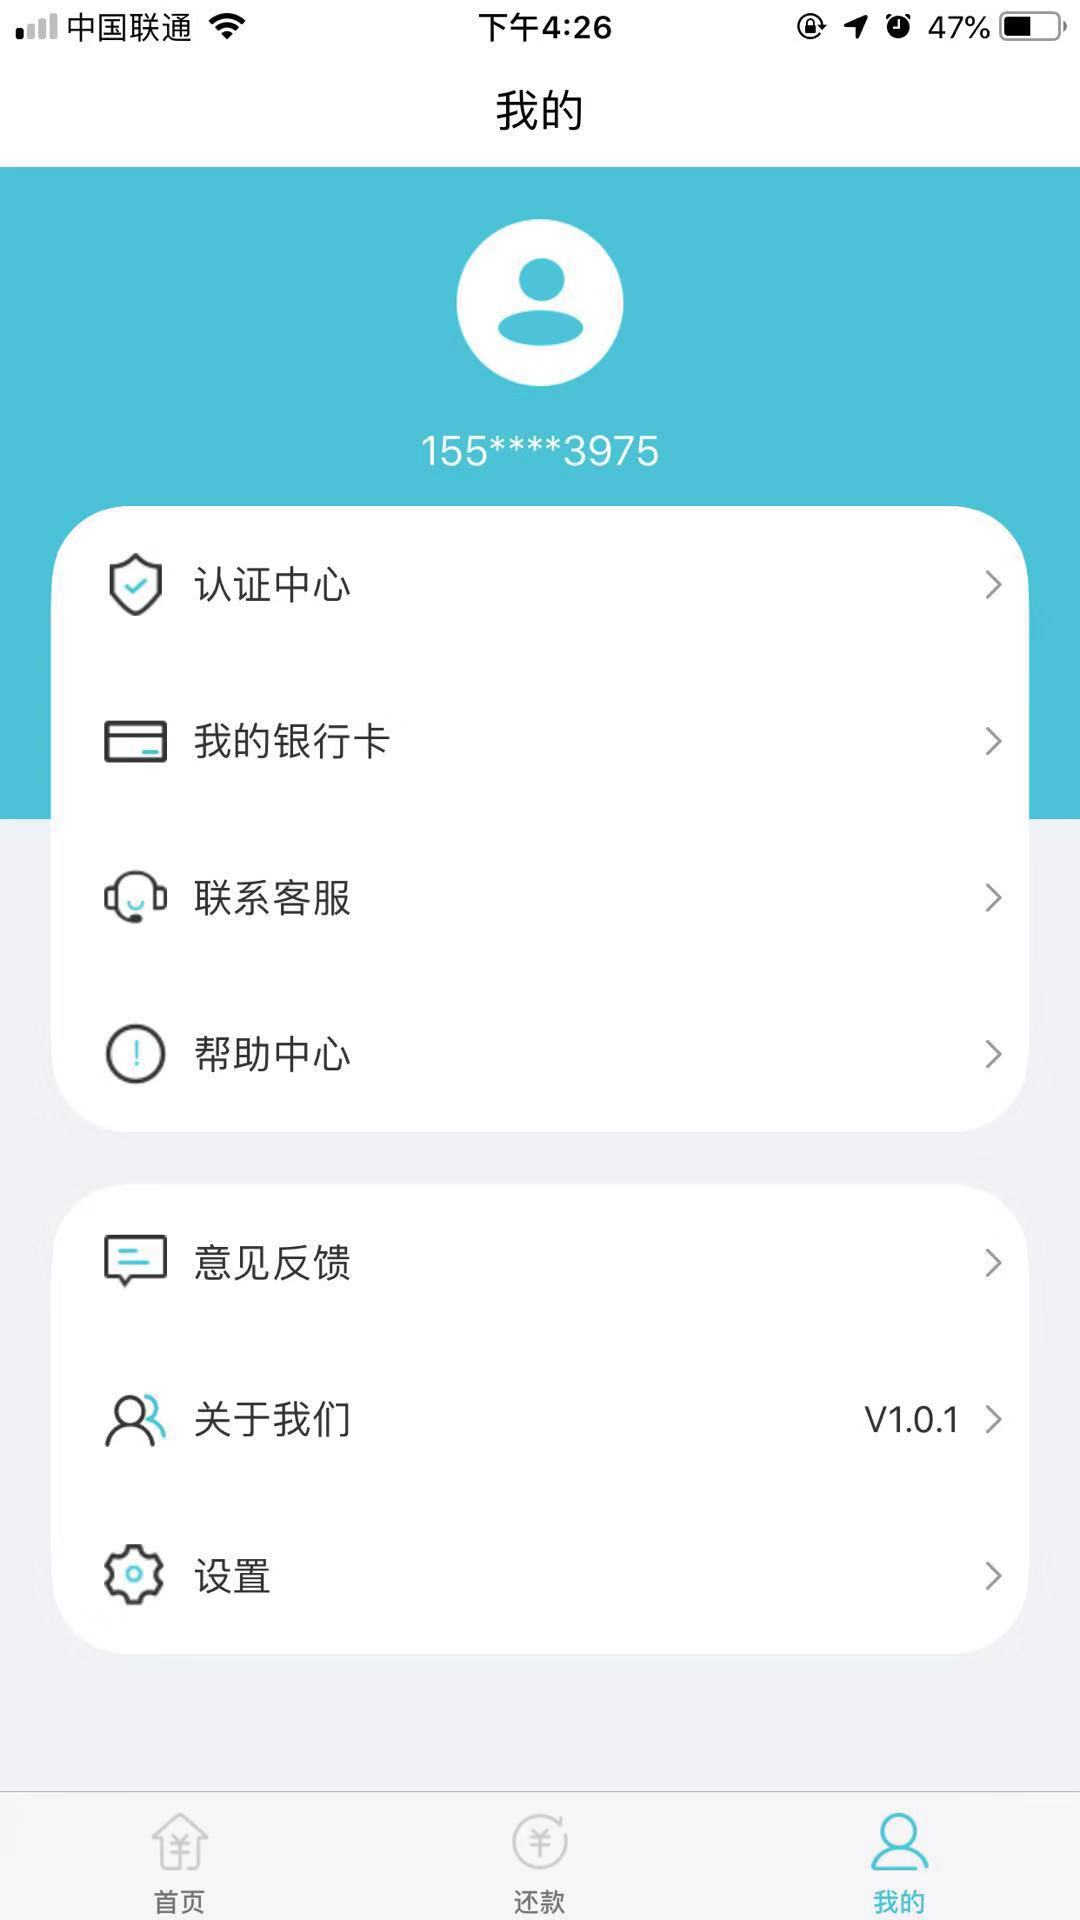 中国联通 下午4:26 47%
我的
155****3975
认证中心
我的银行卡
联系客服
帮助中心
意见反馈
关于我们 V1.0.1
设置
首页 还款 我的